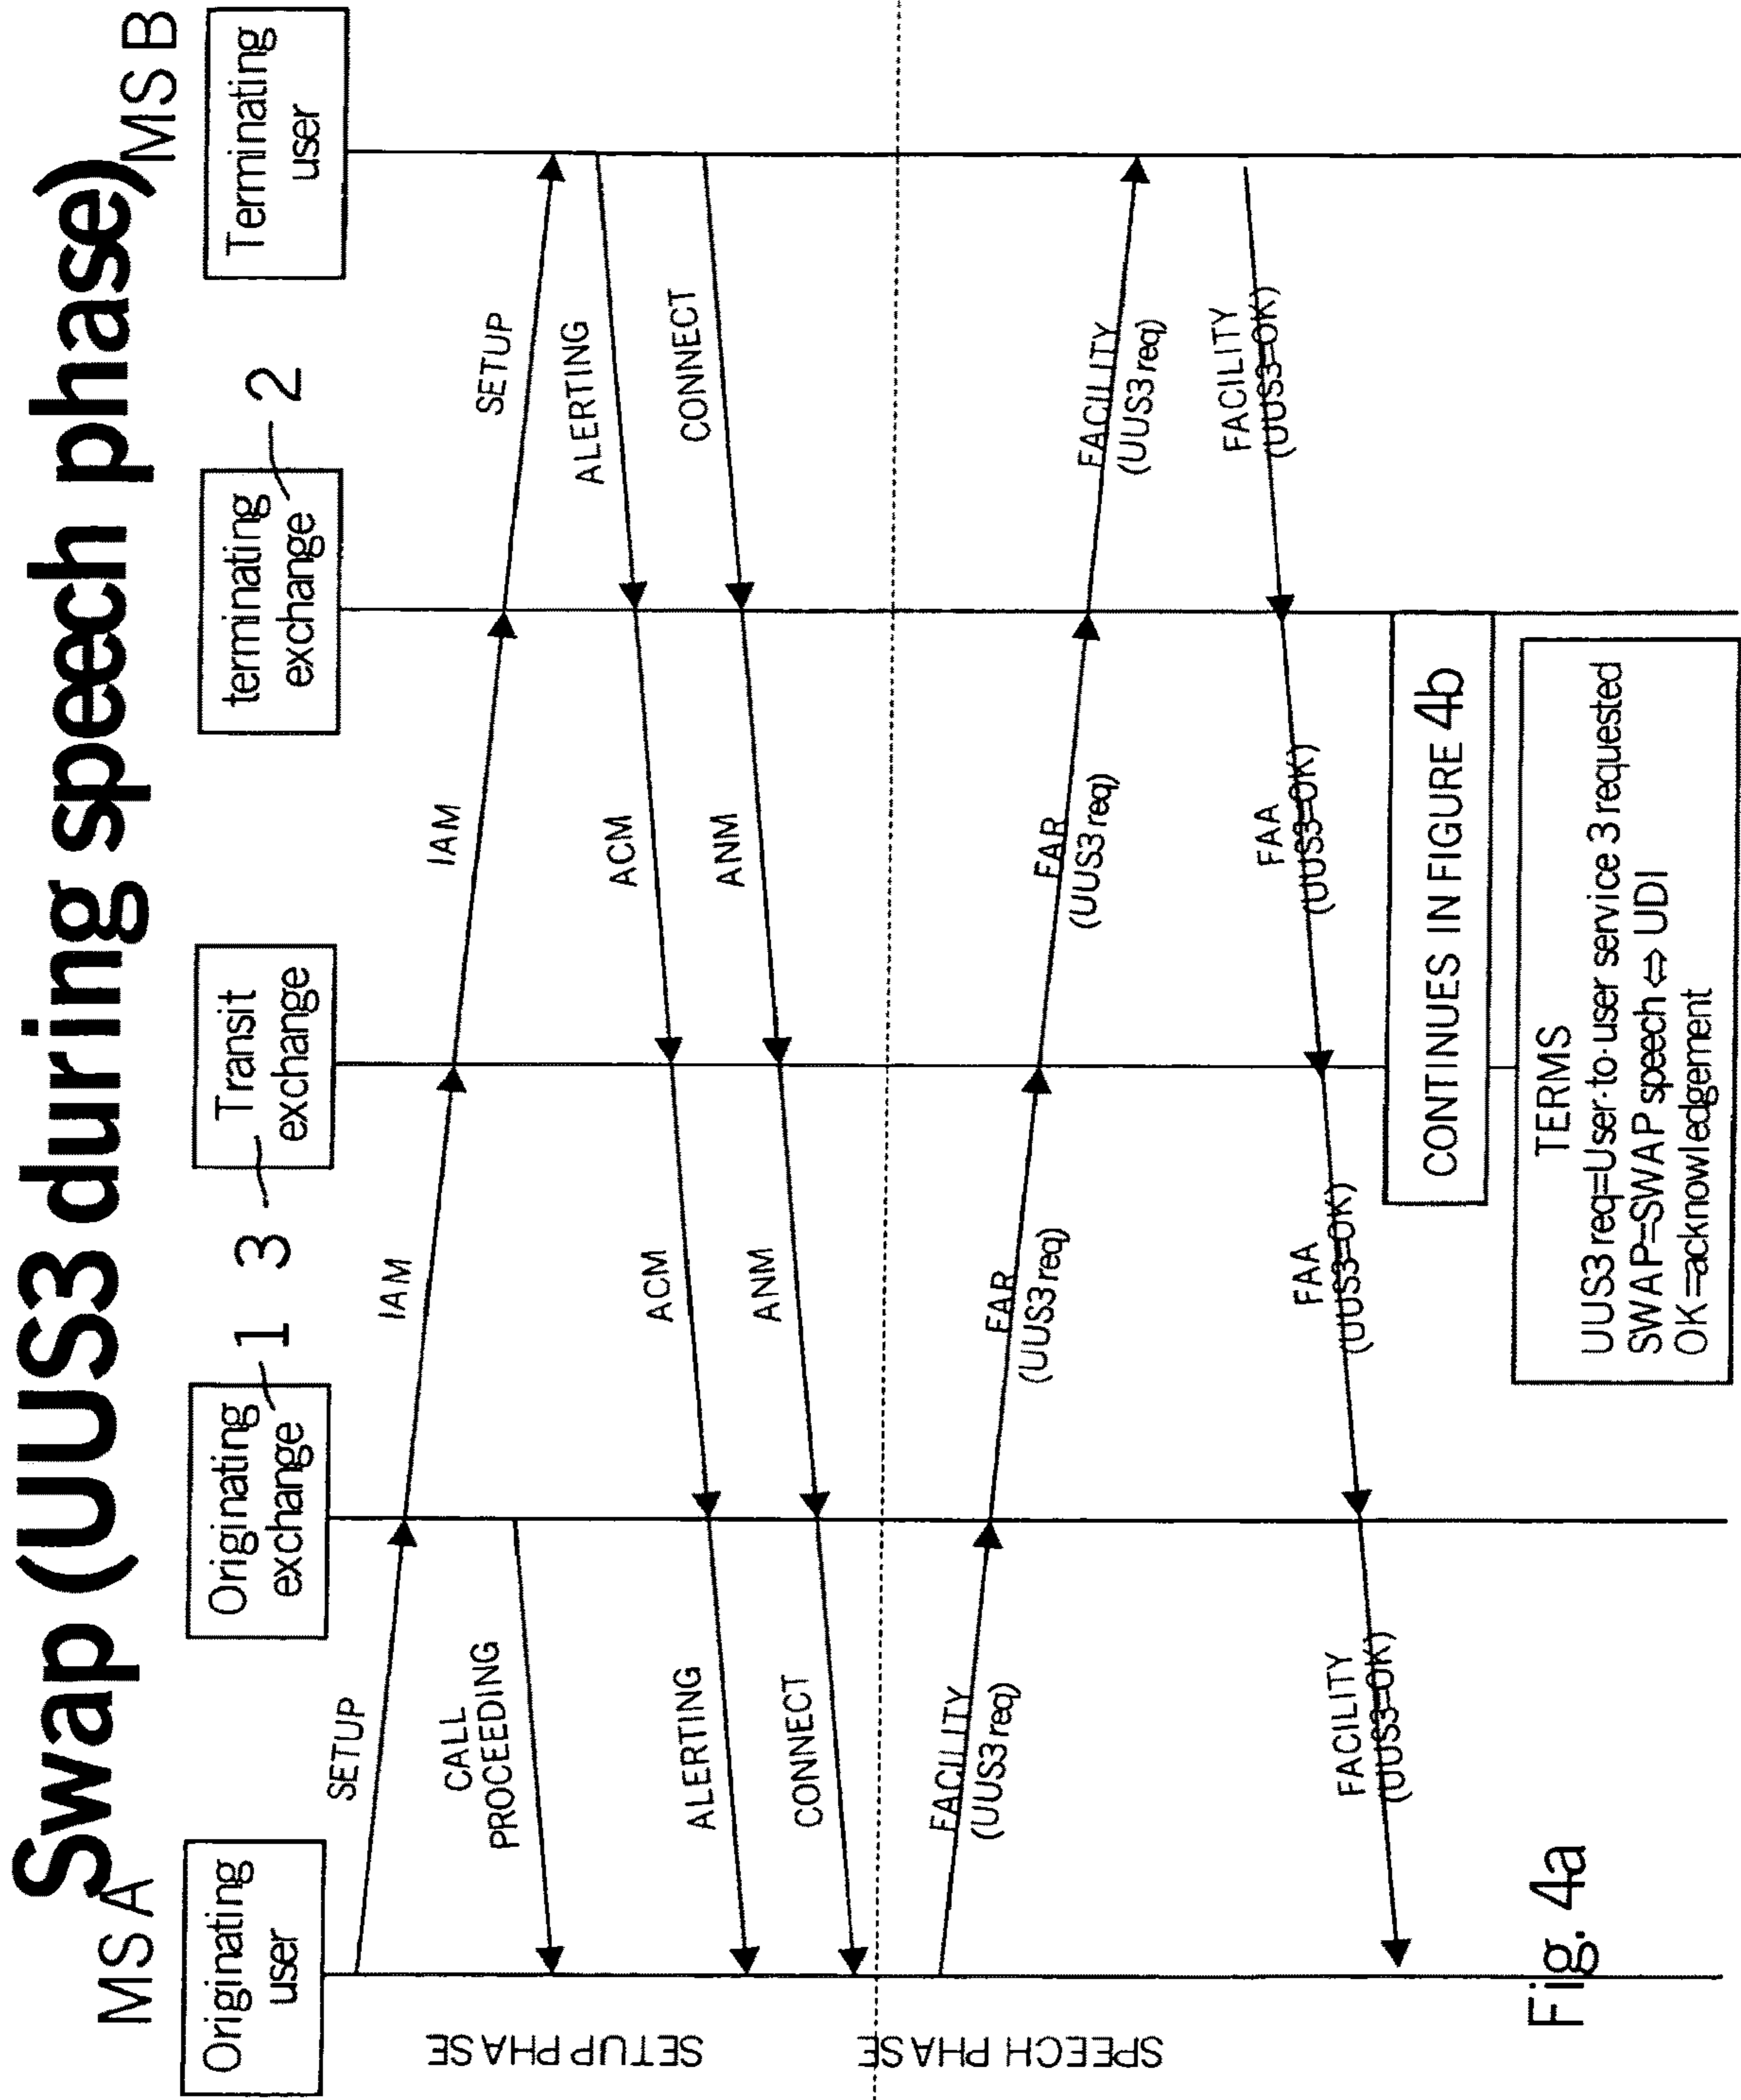 Swap (UUS3 during speech phase)
MS A
MS B
Originating
user
Originating
exchange
1
3
Transit
exchange
terminating
exchange
2
Terminating
user
SETUP PHASE
SETUP
IAM
IAM
SETUP
CALL
PROCEEDING
ALERTING
ACM
ACM
ALERTING
CONNECT
ANM
ANM
CONNECT
SPEECH PHASE
FACILITY
(UUS3 req)
FAR
(UUS3 req)
FAR
(UUS3 req)
FACILITY
(UUS3 req)
FACILITY
(UUS3=OK)
FAA
(UUS3=OK)
FAA
(UUS3=OK)
FACILITY
(UUS3=OK)
CONTINUES IN FIGURE 4b
TERMS
UUS3 req=User-to-user service 3 requested
SWAP=SWAP speech ⇔ UDI
OK=acknowledgement
Fig. 4a